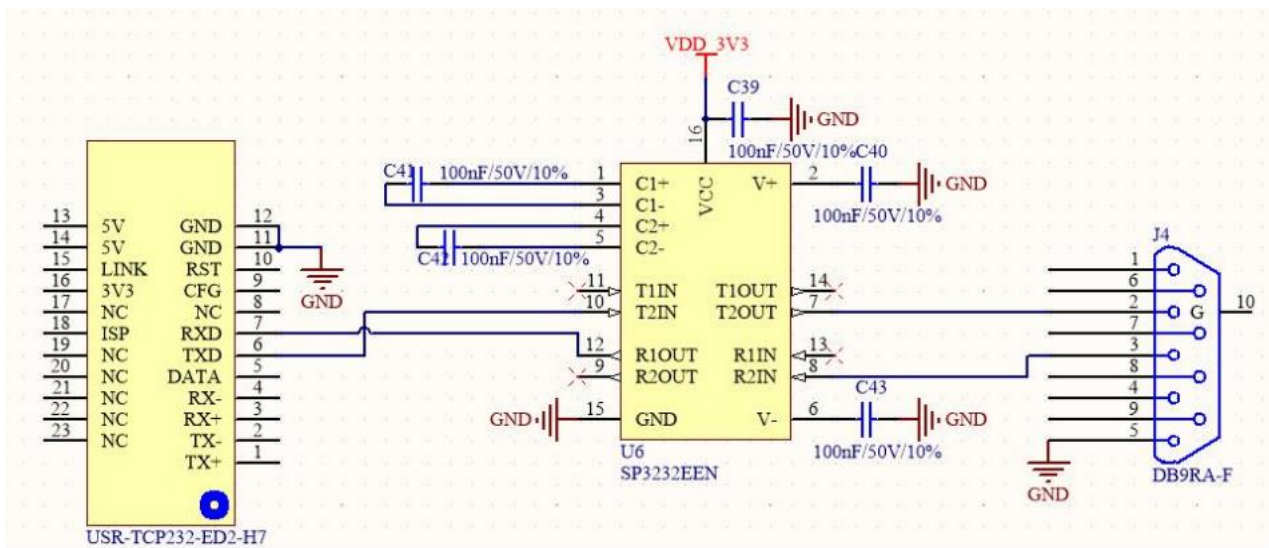 VDD_3V3
C39
GND
16
100nF/50V/10% C40
C41 100nF/50V/10%
1 C1+ VCC V+ 2 GND
3 C1-
4 C2+ 100nF/50V/10%
5 C2-
C42 100nF/50V/10%
13 5V GND 12
14 5V GND 11
15 LINK RST 10
16 3V3 CFG 9
17 NC NC 8
18 ISP RXD 7
19 NC TXD 6
20 NC DATA 5
21 NC RX- 4
22 NC RX+ 3
23 NC TX- 2
TX+ 1
USR-TCP232-ED2-H7
GND
11 T1IN T1OUT 14
10 T2IN T2OUT 7
12 R1OUT R1IN 13
9 R2OUT R2IN 8
C43
GND 15 GND V- 6 GND
U6
SP3232EEN
100nF/50V/10%
J4
1
6
2 G 10
7
3
8
4
9
5
GND
DB9RA-F